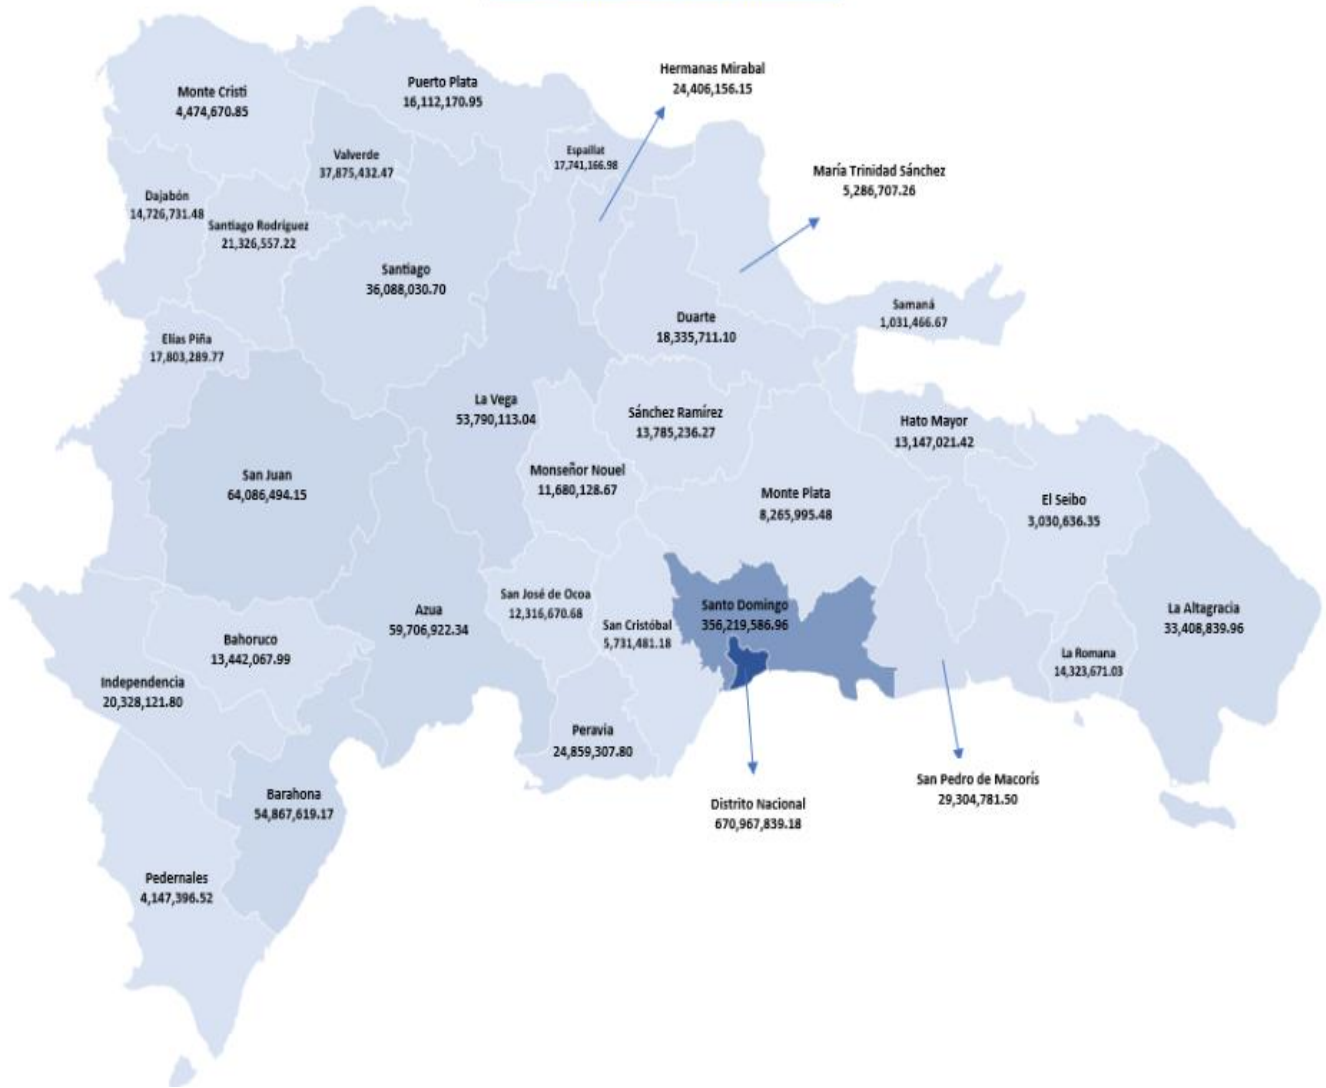 Hermanas Mirabal
24,406,156.15
Puerto Plata
16,112,170.95
Monte Cristi
4,474,670.85
Espaillat
17,741,166.98
Valverde
37,875,432.47
María Trinidad Sánchez
5,286,707.26
Dajabón
14,726,731.48
Santiago Rodríguez
21,326,557.22
Santiago
36,088,030.70
Samaná
1,031,466.67
Duarte
18,335,711.10
Elías Piña
17,803,289.77
La Vega
53,790,113.04
Sánchez Ramírez
13,785,236.27
Hato Mayor
13,147,021.42
San Juan
64,086,494.15
Monseñor Nouel
11,680,128.67
Monte Plata
8,265,995.48
El Seibo
3,030,636.35
San José de Ocoa
12,316,670.68
Azua
59,706,922.34
Santo Domingo
356,219,586.96
La Altagracia
33,408,839.96
San Cristóbal
5,731,481.18
Bahoruco
13,442,067.99
La Romana
14,323,671.03
Independencia
20,328,121.80
Peravia
24,859,307.80
San Pedro de Macorís
29,304,781.50
Barahona
54,867,619.17
Distrito Nacional
670,967,839.18
Pedernales
4,147,396.52